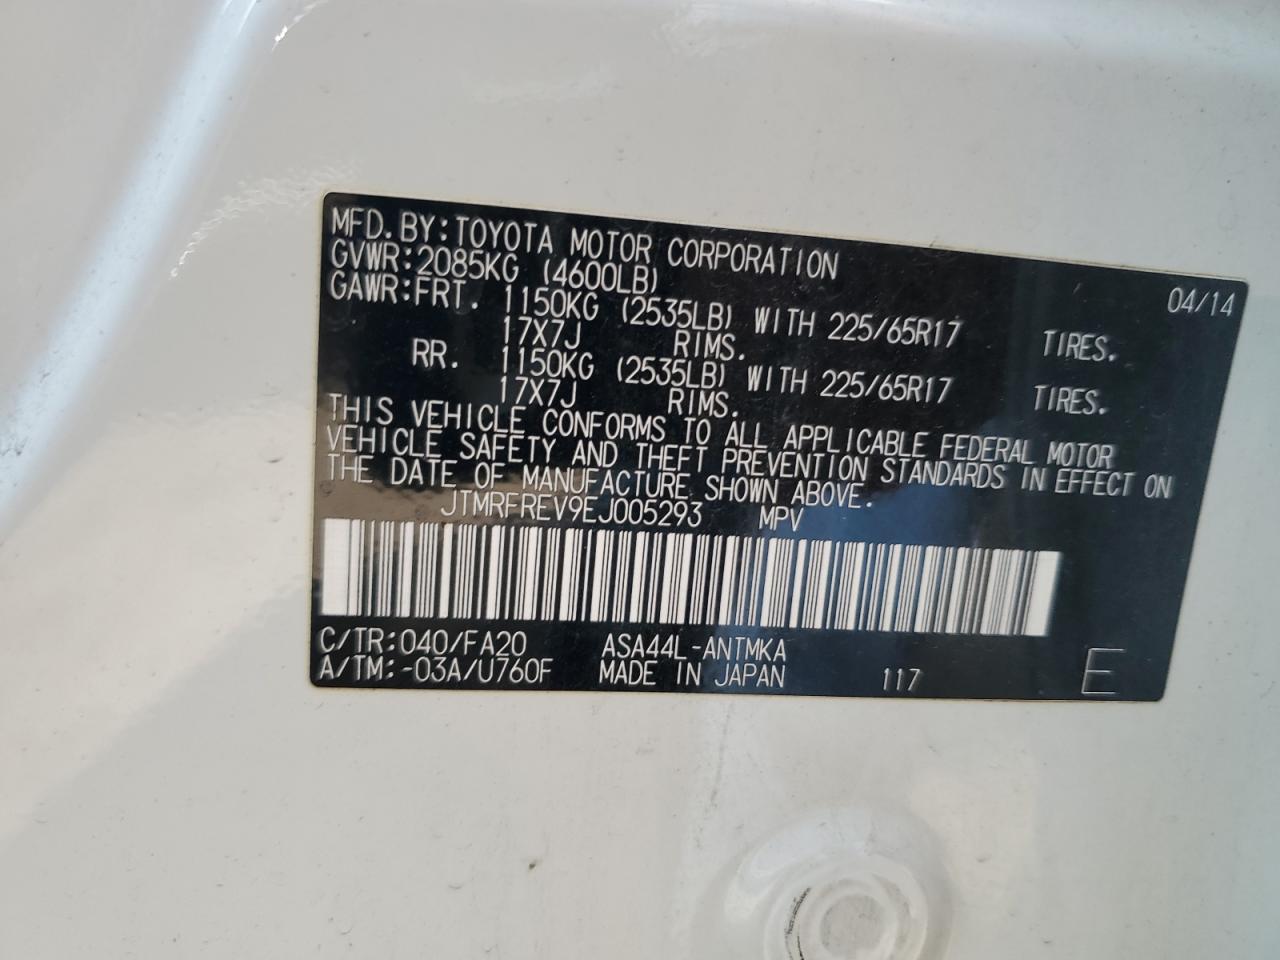 MFD.BY:TOYOTA MOTOR CORPORATION 04/14
GVWR:2085KG (4600LB)
GAWR:FRT. 1150KG (2535LB) WITH 225/65R17 TIRES.
17X7J RIMS.
RR. 1150KG (2535LB) WITH 225/65R17 TIRES.
17X7J RIMS.
THIS VEHICLE CONFORMS TO ALL APPLICABLE FEDERAL MOTOR
VEHICLE SAFETY AND THEFT PREVENTION STANDARDS IN EFFECT ON
THE DATE OF MANUFACTURE SHOWN ABOVE.
JTMRFREV9EJ005293 MPV
C/TR:040/FA20 ASA44L-ANTMKA
A/TM:-03A/U760F MADE IN JAPAN 117 E